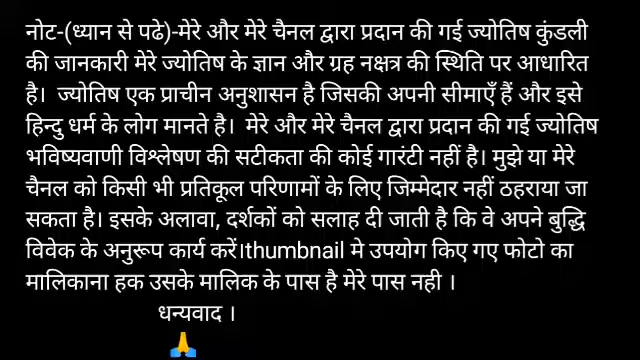 नोट-(ध्यान से पढे)-मेरे और मेरे चैनल द्वारा प्रदान की गई ज्योतिष कुंडली
की जानकारी मेरे ज्योतिष के ज्ञान और ग्रह नक्षत्र की स्थिति पर आधारित
है। ज्योतिष एक प्राचीन अनुशासन है जिसकी अपनी सीमाएँ हैं और इसे
हिन्दु धर्म के लोग मानते है। मेरे और मेरे चैनल द्वारा प्रदान की गई ज्योतिष
भविष्यवाणी विश्लेषण की सटीकता की कोई गारंटी नहीं है। मुझे या मेरे
चैनल को किसी भी प्रतिकूल परिणामों के लिए जिम्मेदार नहीं ठहराया जा
सकता है। इसके अलावा, दर्शकों को सलाह दी जाती है कि वे अपने बुद्धि
विवेक के अनुरूप कार्य करें।thumbnail मे उपयोग किए गए फोटो का
मालिकाना हक उसके मालिक के पास है मेरे पास नही ।
धन्यवाद ।
🙏